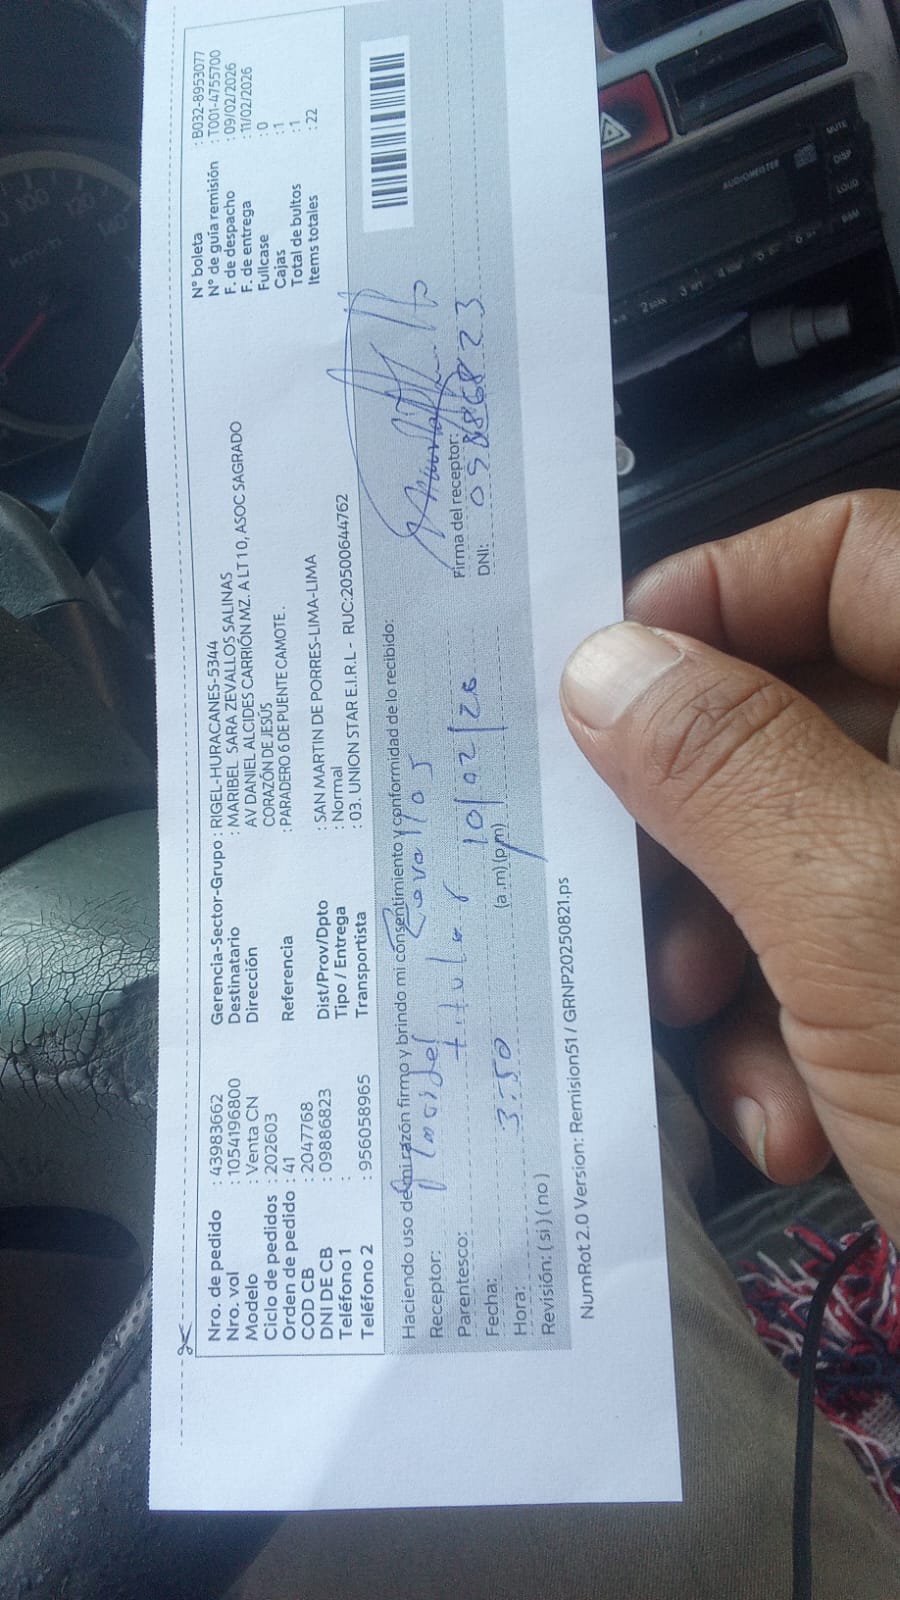 Nro. de pedido : 43983662
Nro. vol : 105419680
Modelo : Venta CN
Ciclo de pedidos : 202603
Orden de pedido : 41
COD CB : 2047768
DNI DE CB : 09886823
Teléfono 1 :
Teléfono 2 : 956058965
Gerencia-Sector-Grupo : RIGEL-HURACANES-5344
Destinatario : MARIBEL SARA ZEVALLOS SALINAS
Dirección AV DANIEL ALCIDES CARRIÓN MZ. A LT 10, ASOC SAGRADO
CORAZÓN DE JESÚS
Referencia : PARADERO 6 DE PUENTE CAMOTE.
Dist/Prov/Dpto : SAN MARTIN DE PORRES-LIMA-LIMA
Tipo / Entrega : Normal
Transportista : 03. UNION STAR E.I.R.L - RUC:20500644762
N° boleta : B032-8953077
N° de guia remisión : T001-4755700
F. de despacho : 09/02/2026
F. de entrega : 11/02/2026
Fullcase : 0
Cajas : 1
Total de bultos : 1
Items totales : 22
Haciendo uso de mi razón firmo y brindo mi consentimiento y conformidad de lo recibido:
Receptor:
Parentesco: titular
Fecha: 10/02/26
Hora: 3:50 (a.m) (p.m)
Revisión: ( si ) ( no )
Firma del receptor:
DNI: 09886823
NumRot 2.0 Version: Remision51 / GRNP20250821.ps
AUDIOMEISTER
MUTE
DISP
LOUD